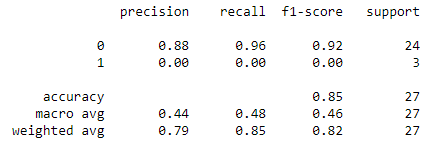 precision recall f1-score support
0 0.88 0.96 0.92 24
1 0.00 0.00 0.00 3
accuracy 0.85 27
macro avg 0.44 0.48 0.46 27
weighted avg 0.79 0.85 0.82 27